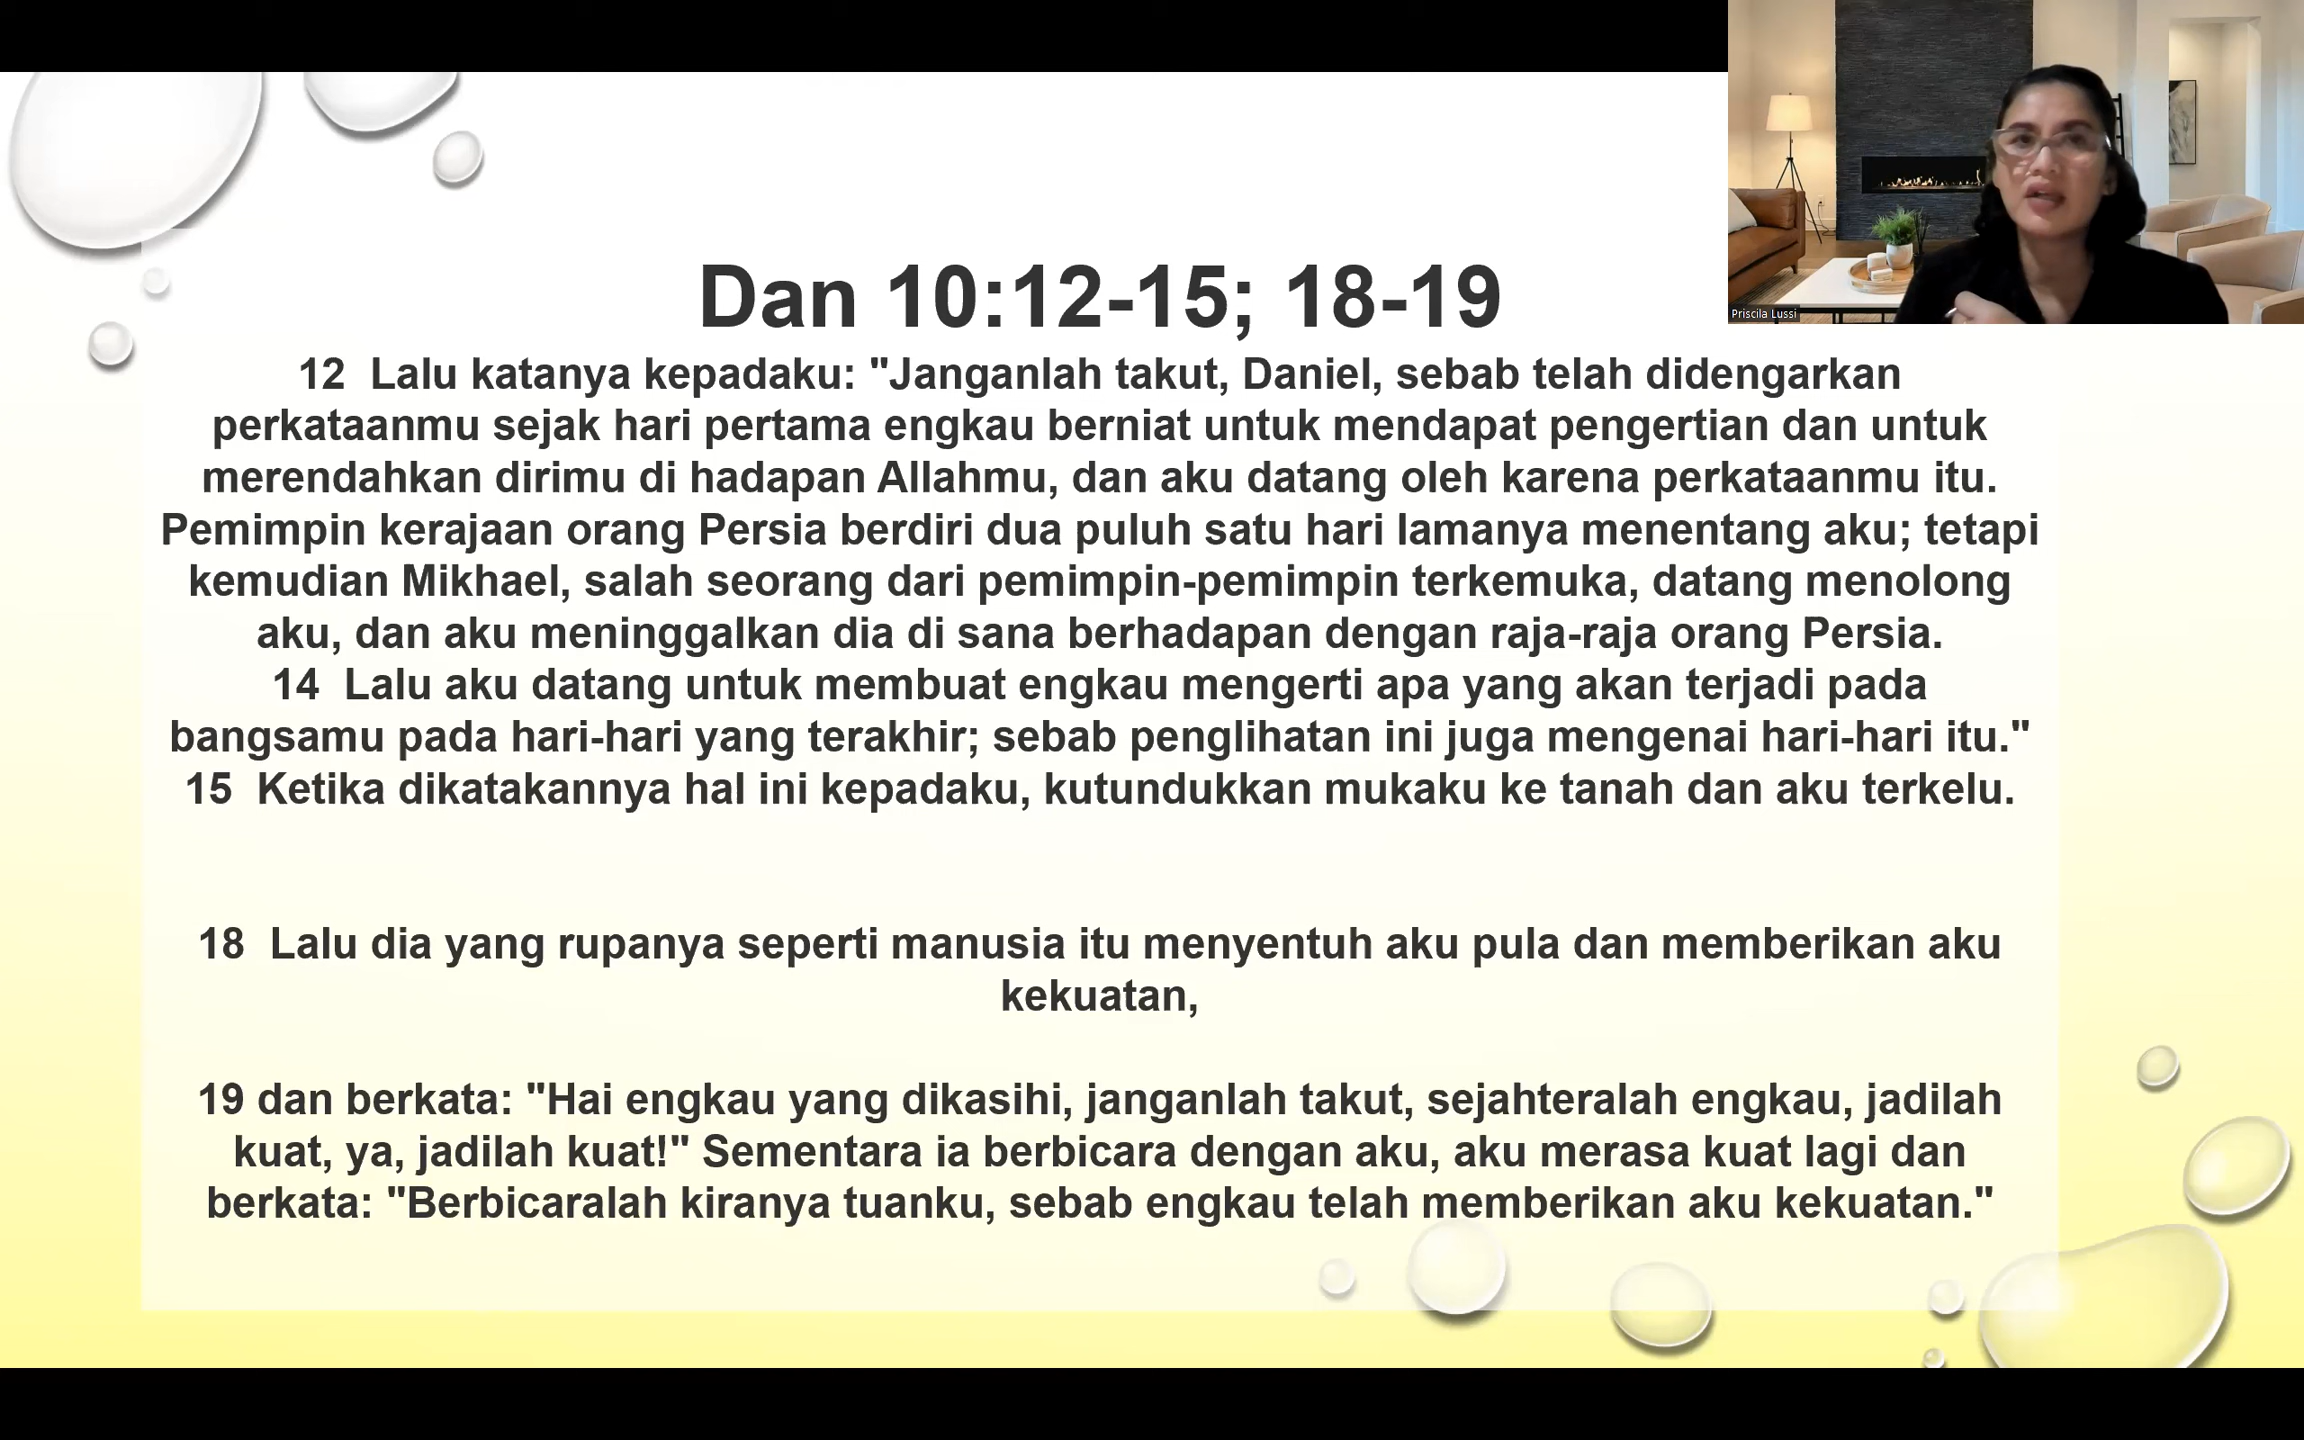 Dan 10:12-15; 18-19
12 Lalu katanya kepadaku: "Janganlah takut, Daniel, sebab telah didengarkan
perkataanmu sejak hari pertama engkau berniat untuk mendapat pengertian dan untuk
merendahkan dirimu di hadapan Allahmu, dan aku datang oleh karena perkataanmu itu.
Pemimpin kerajaan orang Persia berdiri dua puluh satu hari lamanya menentang aku; tetapi
kemudian Mikhael, salah seorang dari pemimpin-pemimpin terkemuka, datang menolong
aku, dan aku meninggalkan dia di sana berhadapan dengan raja-raja orang Persia.
14 Lalu aku datang untuk membuat engkau mengerti apa yang akan terjadi pada
bangsamu pada hari-hari yang terakhir; sebab penglihatan ini juga mengenai hari-hari itu."
15 Ketika dikatakannya hal ini kepadaku, kutundukkan mukaku ke tanah dan aku terkelu.
18 Lalu dia yang rupanya seperti manusia itu menyentuh aku pula dan memberikan aku
kekuatan,
19 dan berkata: "Hai engkau yang dikasihi, janganlah takut, sejahteralah engkau, jadilah
kuat, ya, jadilah kuat!" Sementara ia berbicara dengan aku, aku merasa kuat lagi dan
berkata: "Berbicaralah kiranya tuanku, sebab engkau telah memberikan aku kekuatan."
Priscila Lussi